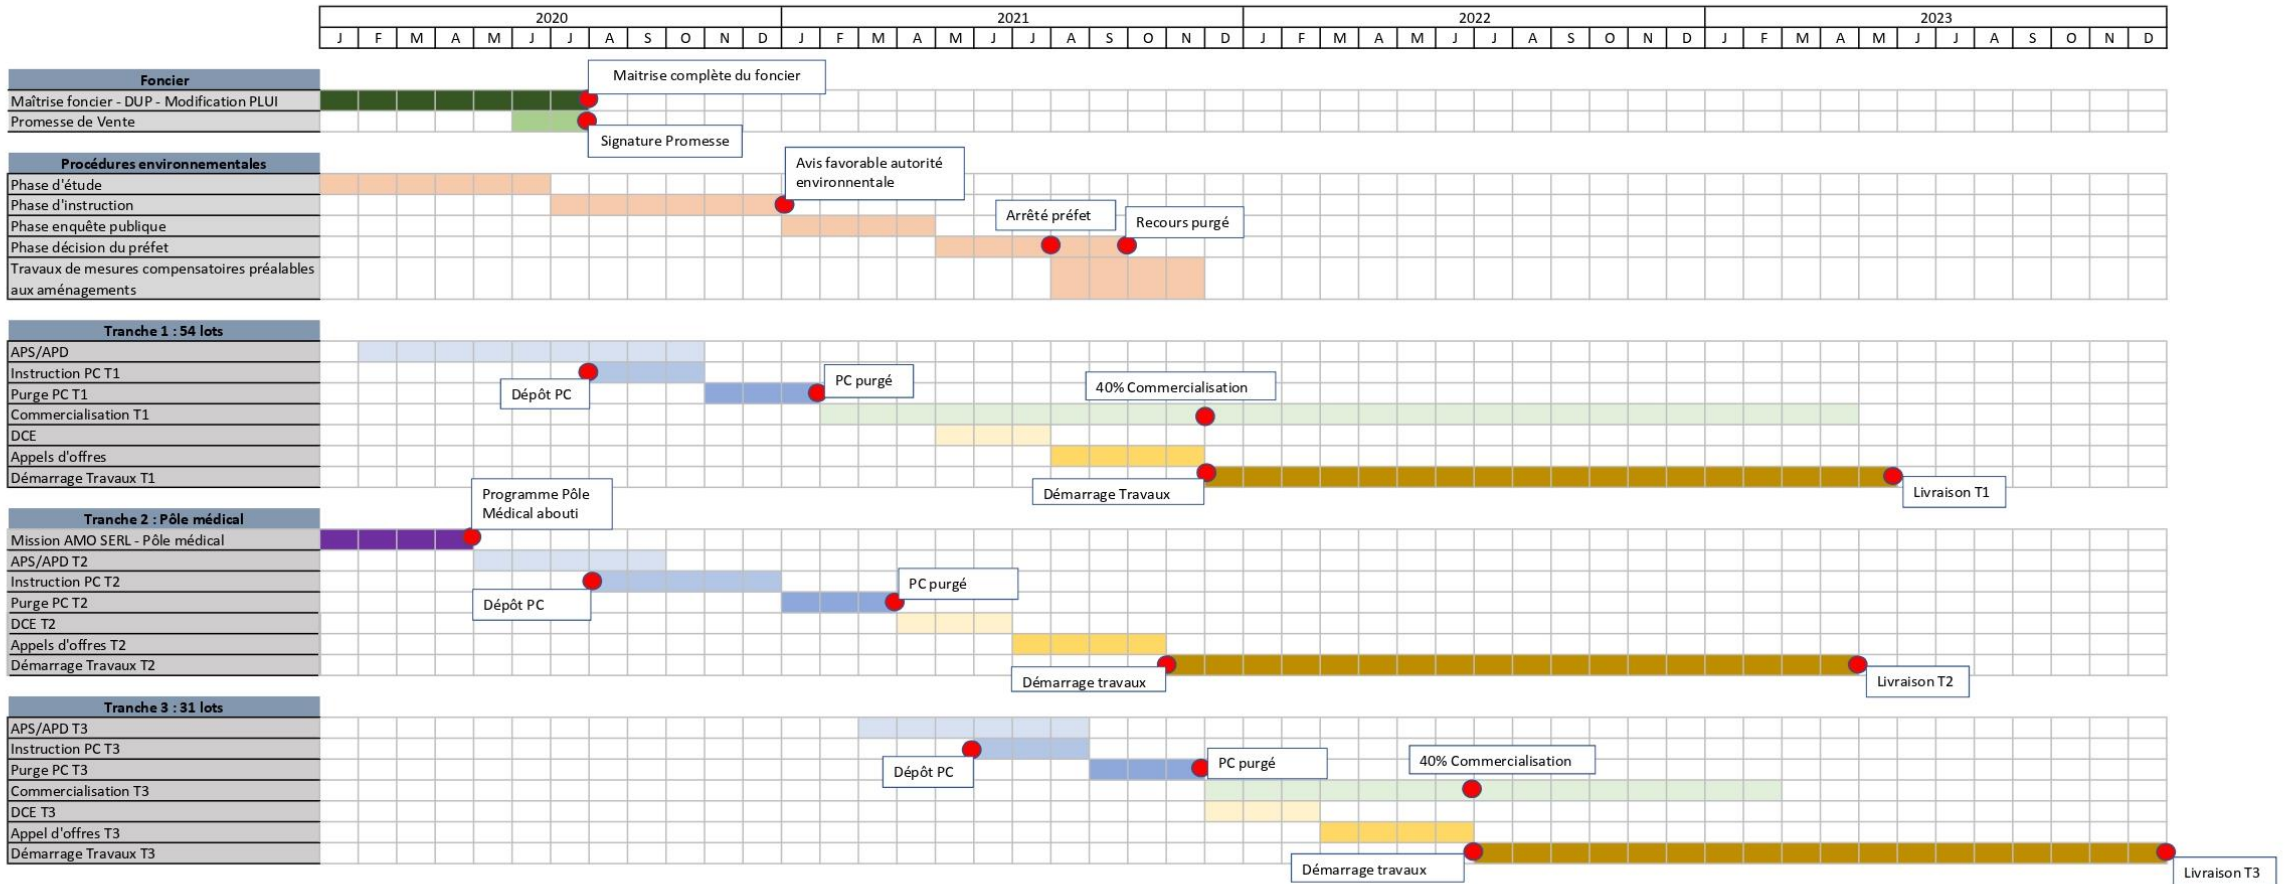 2020 2021 2022 2023
J F M A M J J A S O N D J F M A M J J A S O N D J F M A M J J A S O N D J F M A M J J A S O N D
Foncier
Maitrise complète du foncier
Maîtrise foncier - DUP - Modification PLUI
Promesse de Vente
Signature Promesse
Procédures environnementales
Avis favorable autorité
environnentale
Phase d'étude
Phase d'instruction
Phase enquête publique
Arrêté préfet
Recours purgé
Phase décision du préfet
Travaux de mesures compensatoires préalables
aux aménagements
Tranche 1 : 54 lots
APS/APD
Instruction PC T1
Dépôt PC
PC purgé
Purge PC T1
40% Commercialisation
Commercialisation T1
DCE
Appels d'offres
Démarrage Travaux T1
Démarrage Travaux
Livraison T1
Programme Pôle
Médical abouti
Tranche 2 : Pôle médical
Mission AMO SERL - Pôle médical
APS/APD T2
Instruction PC T2
Dépôt PC
PC purgé
Purge PC T2
DCE T2
Appels d'offres T2
Démarrage Travaux T2
Démarrage travaux
Livraison T2
Tranche 3 : 31 lots
APS/APD T3
Instruction PC T3
Dépôt PC
PC purgé
Purge PC T3
40% Commercialisation
Commercialisation T3
DCE T3
Appel d'offres T3
Démarrage Travaux T3
Démarrage travaux
Livraison T3